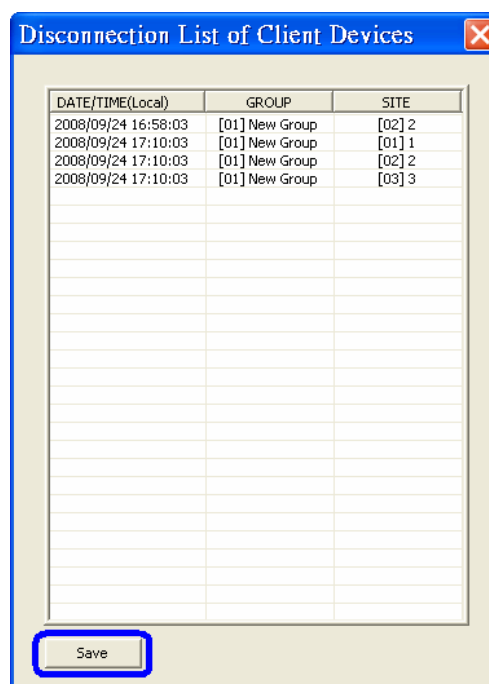 Disconnection List of Client Devices
DATE/TIME(Local) GROUP SITE
2008/09/24 16:58:03 [01] New Group [02] 2
2008/09/24 17:10:03 [01] New Group [01] 1
2008/09/24 17:10:03 [01] New Group [02] 2
2008/09/24 17:10:03 [01] New Group [03] 3
Save